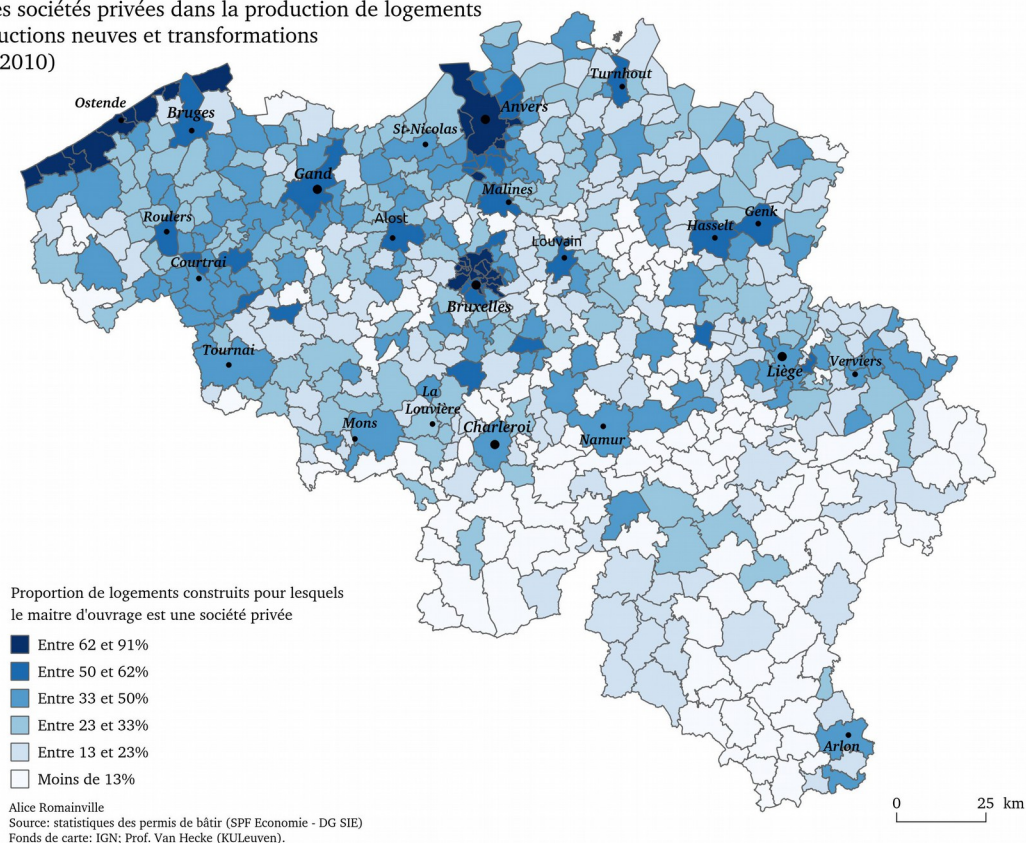 es sociétés privées dans la production de logements
uctions neuves et transformations
2010)
Turnhout
Ostende
Anvers
Bruges
St-Nicolas
Gand
Malines
Roulers
Alost
Genk
Hasselt
Louvain
Courtrai
Bruxelles
Tournai
Liège
Verviers
La
Louvière
Mons
Charleroi
Namur
Proportion de logements construits pour lesquels
le maitre d'ouvrage est une société privée
Entre 62 et 91%
Entre 50 et 62%
Entre 33 et 50%
Entre 23 et 33%
Entre 13 et 23%
Moins de 13%
Arlon
Alice Romainville
Source: statistiques des permis de bâtir (SPF Economie - DG SIE)
Fonds de carte: IGN; Prof. Van Hecke (KULeuven).
0 25 km